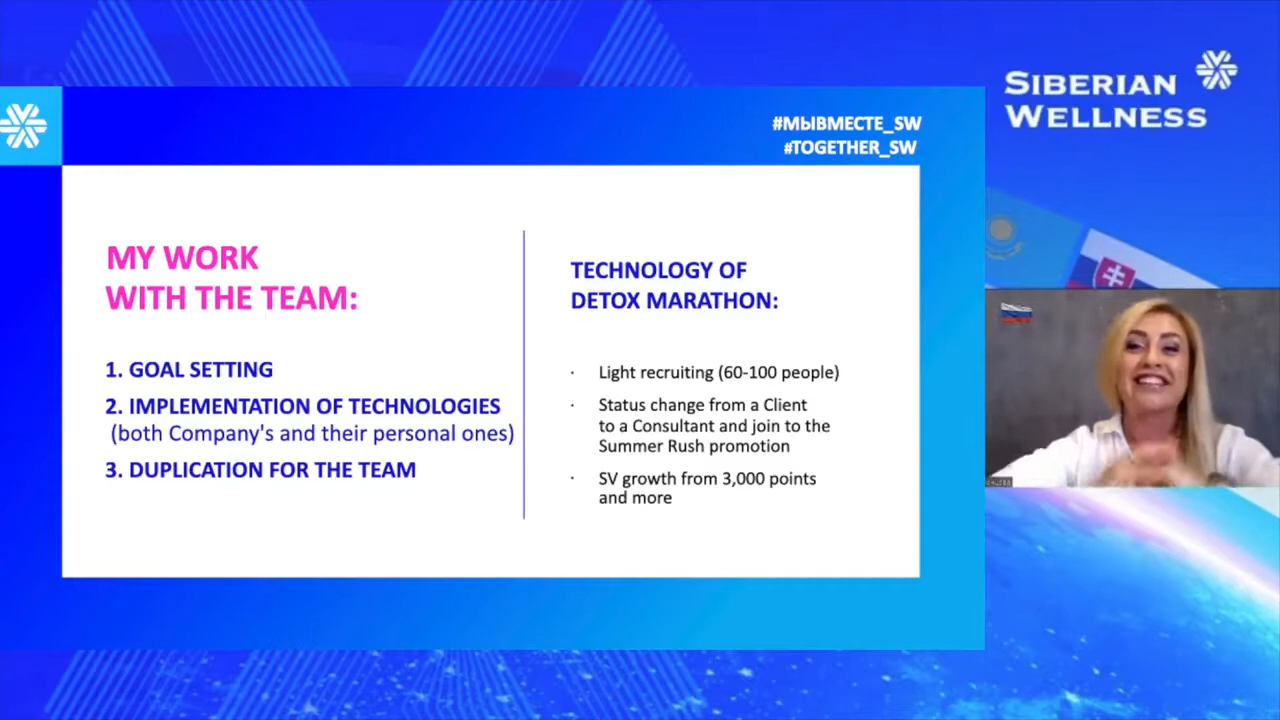 #МЫВМЕСТЕ_SW
#TOGETHER_SW
SIBERIAN
WELLNESS
MY WORK
WITH THE TEAM:
1. GOAL SETTING
2. IMPLEMENTATION OF TECHNOLOGIES
(both Company's and their personal ones)
3. DUPLICATION FOR THE TEAM
TECHNOLOGY OF
DETOX MARATHON:
· Light recruiting (60-100 people)
· Status change from a Client
to a Consultant and join to the
Summer Rush promotion
· SV growth from 3,000 points
and more